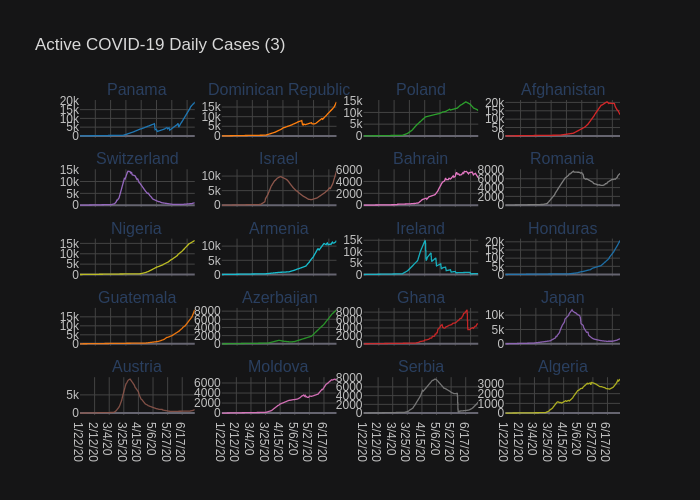 Active COVID-19 Daily Cases (3)
Panama
Dominican Republic
Poland
Afghanistan
20k
15k
10k
5k
0
15k
10k
5k
0
15k
10k
5k
0
20k
15k
10k
5k
0
Switzerland
Israel
Bahrain
Romania
15k
10k
5k
0
10k
5k
0
6000
4000
2000
0
8000
6000
4000
2000
0
Nigeria
Armenia
Ireland
Honduras
15k
10k
5k
0
10k
5k
0
15k
10k
5k
0
20k
15k
10k
5k
0
Guatemala
Azerbaijan
Ghana
Japan
15k
10k
5k
0
8000
6000
4000
2000
0
8000
6000
4000
2000
0
10k
5k
0
Austria
Moldova
Serbia
Algeria
5k
0
6000
4000
2000
0
8000
6000
4000
2000
0
3000
2000
1000
0
1/22/20
2/12/20
3/4/20
3/25/20
4/15/20
5/6/20
5/27/20
6/17/20
1/22/20
2/12/20
3/4/20
3/25/20
4/15/20
5/6/20
5/27/20
6/17/20
1/22/20
2/12/20
3/4/20
3/25/20
4/15/20
5/6/20
5/27/20
6/17/20
1/22/20
2/12/20
3/4/20
3/25/20
4/15/20
5/6/20
5/27/20
6/17/20